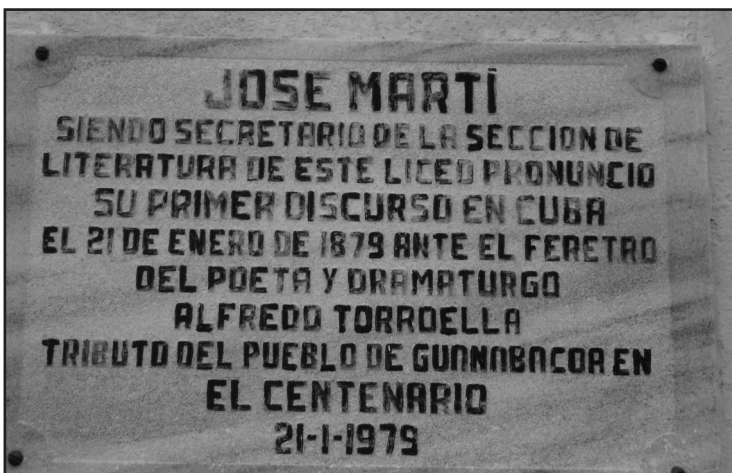 JOSE MARTÍ
SIENDO SECRETARIO DE LA SECCION DE
LITERATURA DE ESTE LICEO PRONUNCIO
SU PRIMER DISCURSO EN CUBA
EL 21 DE ENERO DE 1879 ANTE EL FERETRO
DEL POETA Y DRAMATURGO
ALFREDO TORROELLA
TRIBUTO DEL PUEBLO DE GUANABACOA EN
EL CENTENARIO
21-1-1979